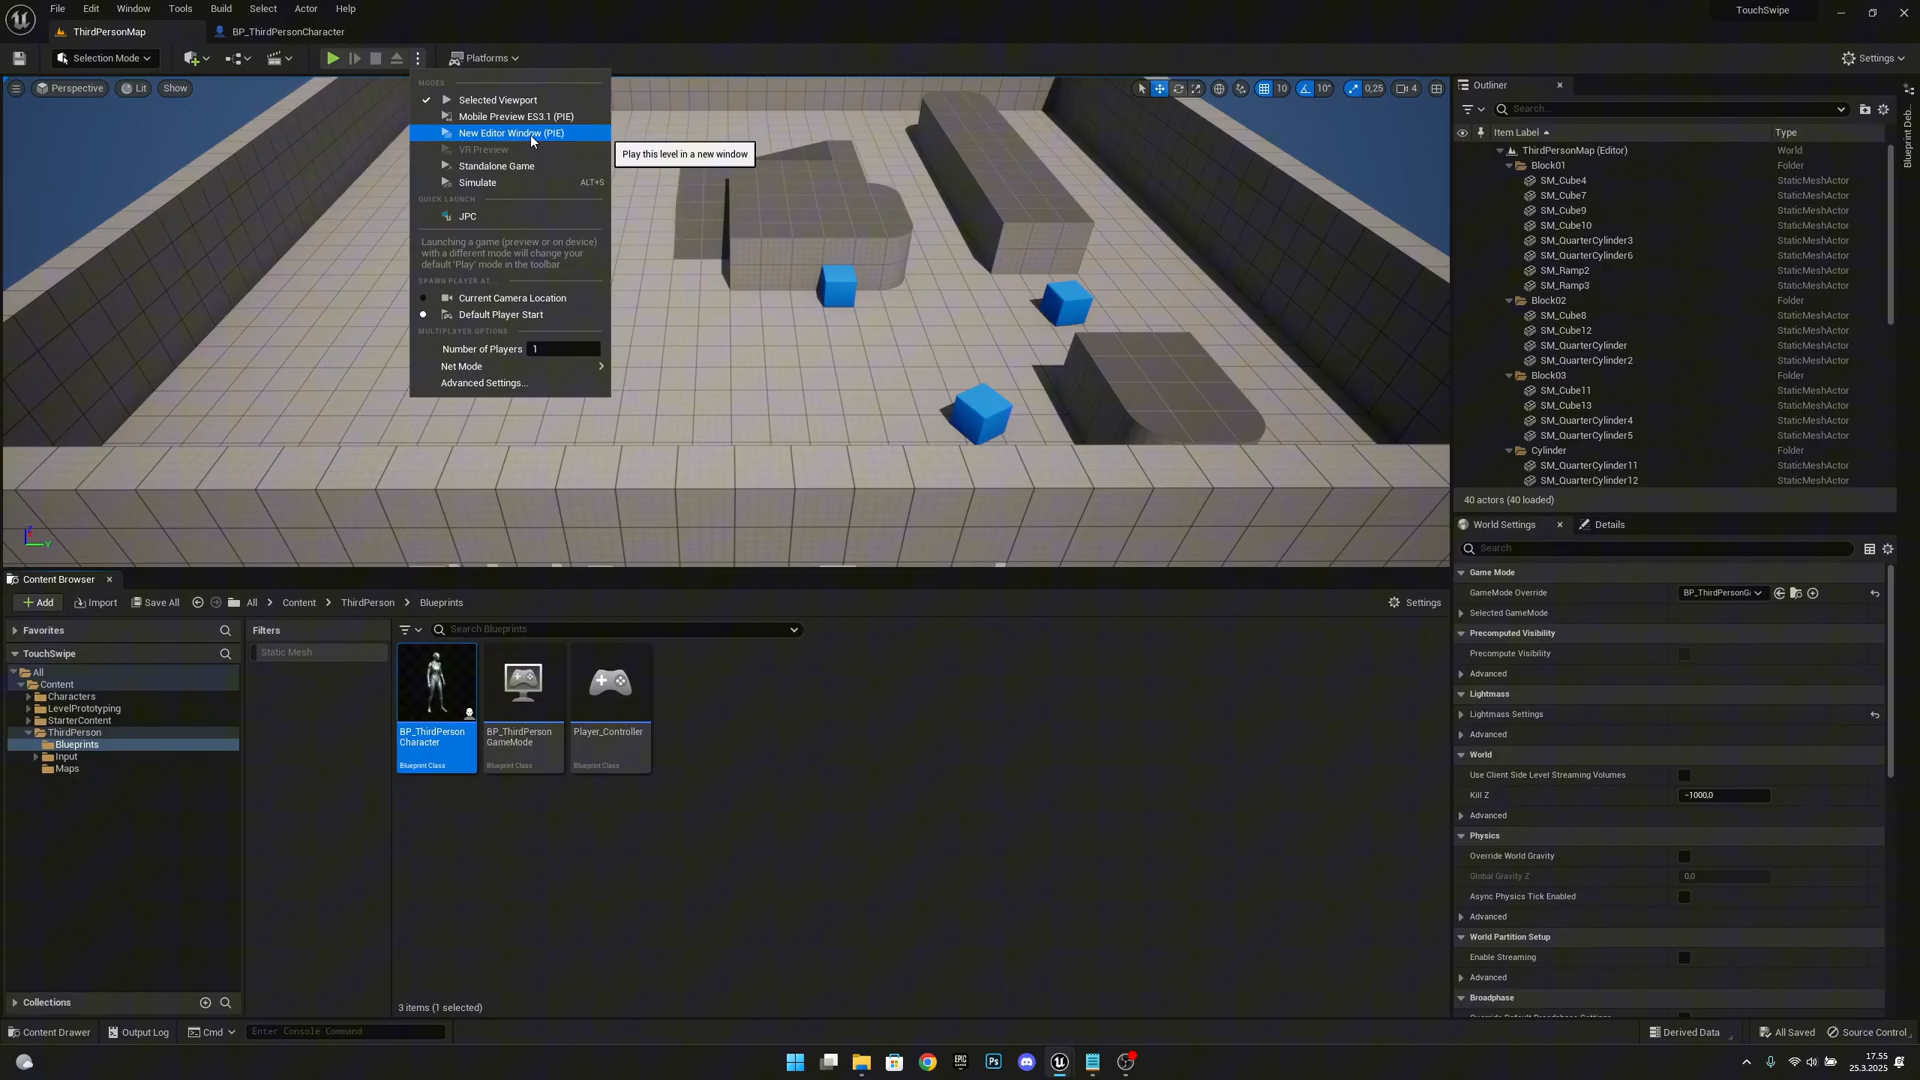 File Edit Window Tools Build Select Actor Help
TouchSwipe
ThirdPersonMap
BP_ThirdPersonCharacter
Selection Mode
Platforms
Settings
Perspective
Lit
Show
10
10°
0,25
4
MODES
Selected Viewport
Mobile Preview ES3.1 (PIE)
New Editor Window (PIE)
VR Preview
Standalone Game
Simulate ALT+S
QUICK LAUNCH
JPC
Launching a game (preview or on device)
with a different mode will change your
default 'Play' mode in the toolbar
SPAWN PLAYER AT...
Current Camera Location
Default Player Start
MULTIPLAYER OPTIONS
Number of Players 1
Net Mode
Advanced Settings...
Play this level in a new window
Z
Y
Outliner
Search...
Item Label Type
ThirdPersonMap (Editor) World
Block01 Folder
SM_Cube4 StaticMeshActor
SM_Cube7 StaticMeshActor
SM_Cube9 StaticMeshActor
SM_Cube10 StaticMeshActor
SM_QuarterCylinder3 StaticMeshActor
SM_QuarterCylinder6 StaticMeshActor
SM_Ramp2 StaticMeshActor
SM_Ramp3 StaticMeshActor
Block02 Folder
SM_Cube8 StaticMeshActor
SM_Cube12 StaticMeshActor
SM_QuarterCylinder StaticMeshActor
SM_QuarterCylinder2 StaticMeshActor
Block03 Folder
SM_Cube11 StaticMeshActor
SM_Cube13 StaticMeshActor
SM_QuarterCylinder4 StaticMeshActor
SM_QuarterCylinder5 StaticMeshActor
Cylinder Folder
SM_QuarterCylinder11 StaticMeshActor
SM_QuarterCylinder12 StaticMeshActor
40 actors (40 loaded)
Blueprint Deb
World Settings
Details
Search
Game Mode
GameMode Override BP_ThirdPersonG
Selected GameMode
Precomputed Visibility
Precompute Visibility
Advanced
Lightmass
Lightmass Settings
Advanced
World
Use Client Side Level Streaming Volumes
Kill Z -1000,0
Advanced
Physics
Override World Gravity
Global Gravity Z 0,0
Async Physics Tick Enabled
Advanced
World Partition Setup
Enable Streaming
Advanced
Broadphase
Content Browser
Add Import Save All All Content ThirdPerson Blueprints Settings
Favorites
TouchSwipe
All
Content
Characters
LevelPrototyping
StarterContent
ThirdPerson
Blueprints
Input
Maps
Collections
Filters
Static Mesh
Search Blueprints
BP_ThirdPerson
Character
Blueprint Class
BP_ThirdPerson
GameMode
Blueprint Class
Player_Controller
Blueprint Class
3 items (1 selected)
Content Drawer Output Log Cmd Enter Console Command Derived Data All Saved Source Control
EPIC
GAMES
Ps
17.55
25.3.2025